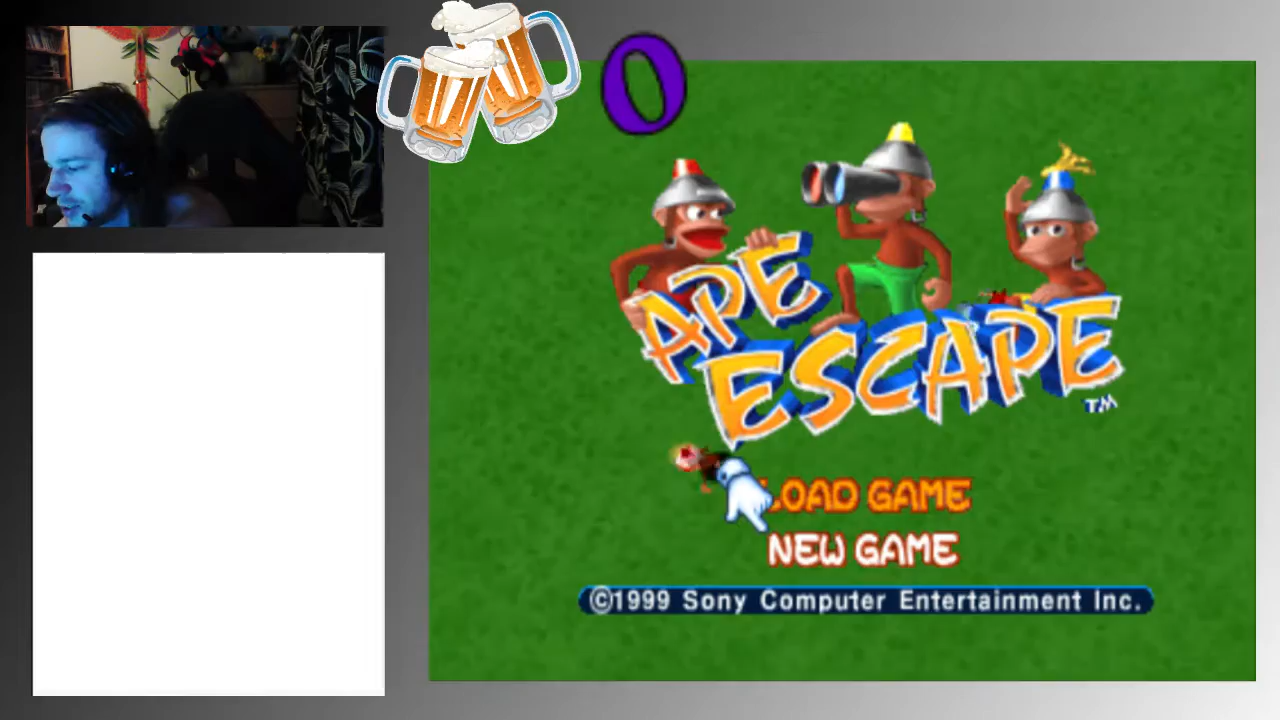 0
APE
ESCAPE
TM
LOAD GAME
NEW GAME
©1999 Sony Computer Entertainment Inc.